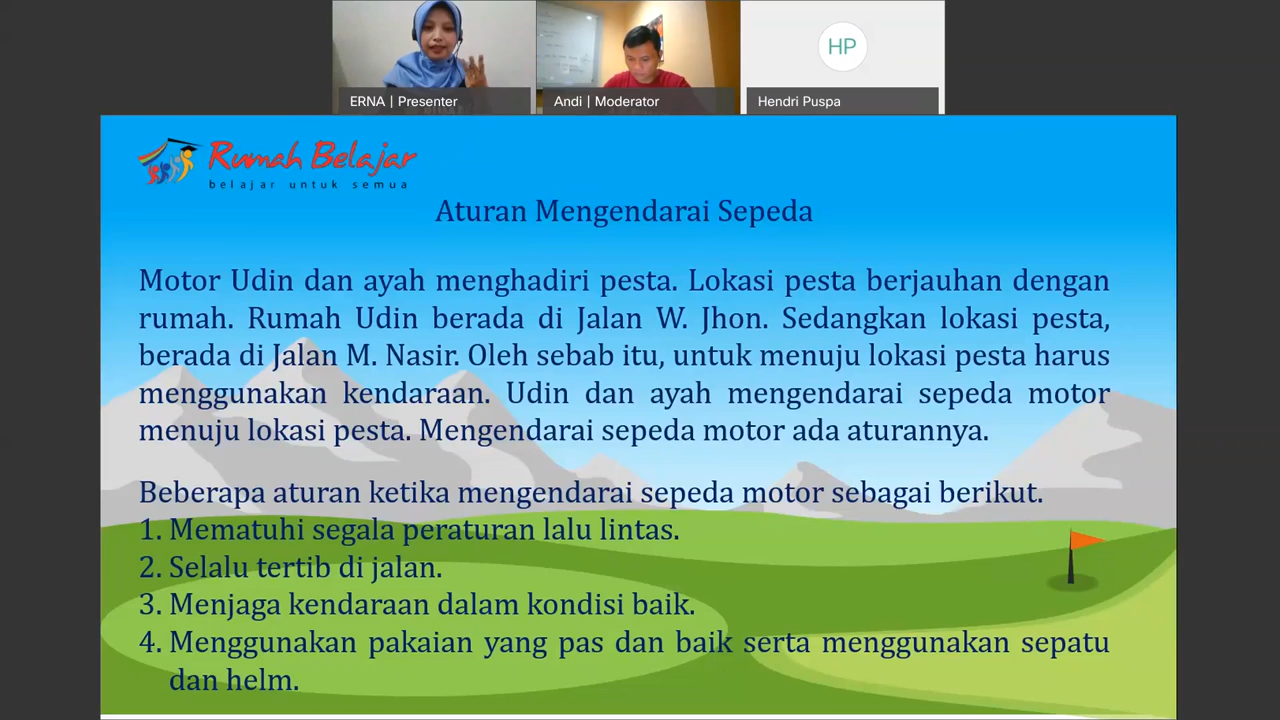 ERNA | Presenter
Andi | Moderator
HP
Hendri Puspa
Rumah Belajar
belajar untuk semua
Aturan Mengendarai Sepeda
Motor Udin dan ayah menghadiri pesta. Lokasi pesta berjauhan dengan
rumah. Rumah Udin berada di Jalan W. Jhon. Sedangkan lokasi pesta,
berada di Jalan M. Nasir. Oleh sebab itu, untuk menuju lokasi pesta harus
menggunakan kendaraan. Udin dan ayah mengendarai sepeda motor
menuju lokasi pesta. Mengendarai sepeda motor ada aturannya.
Beberapa aturan ketika mengendarai sepeda motor sebagai berikut.
1. Mematuhi segala peraturan lalu lintas.
2. Selalu tertib di jalan.
3. Menjaga kendaraan dalam kondisi baik.
4. Menggunakan pakaian yang pas dan baik serta menggunakan sepatu
dan helm.